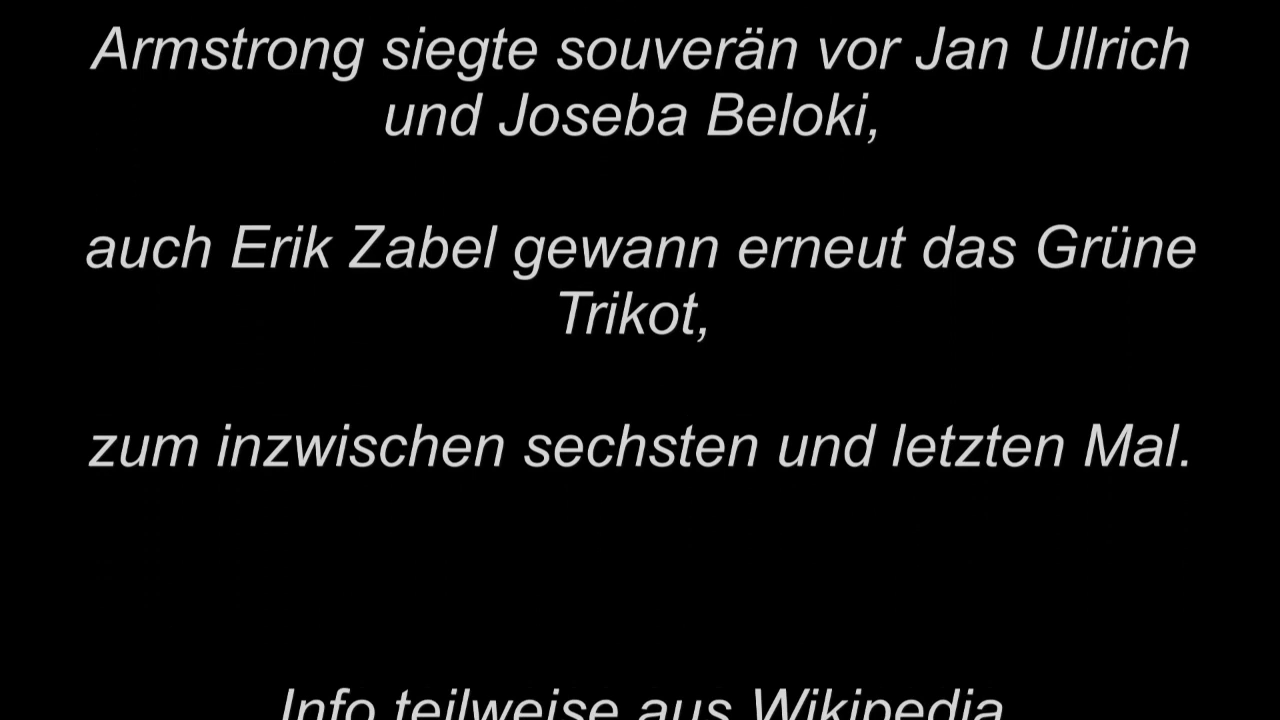 Armstrong siegte souverän vor Jan Ullrich
und Joseba Beloki,
auch Erik Zabel gewann erneut das Grüne
Trikot,
zum inzwischen sechsten und letzten Mal.
Info teilweise aus Wikipedia